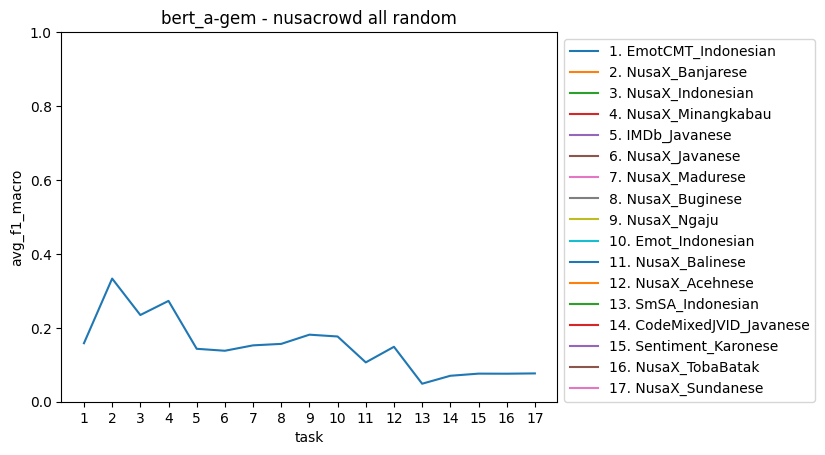 bert_a-gem - nusacrowd all random
1.0
0.8
0.6
0.4
0.2
0.0
avg_f1_macro
1 2 3 4 5 6 7 8 9 10 11 12 13 14 15 16 17
task
1. EmotCMT_Indonesian
2. NusaX_Banjarese
3. NusaX_Indonesian
4. NusaX_Minangkabau
5. IMDb_Javanese
6. NusaX_Javanese
7. NusaX_Madurese
8. NusaX_Buginese
9. NusaX_Ngaju
10. Emot_Indonesian
11. NusaX_Balinese
12. NusaX_Acehnese
13. SmSA_Indonesian
14. CodeMixedJVID_Javanese
15. Sentiment_Karonese
16. NusaX_TobaBatak
17. NusaX_Sundanese